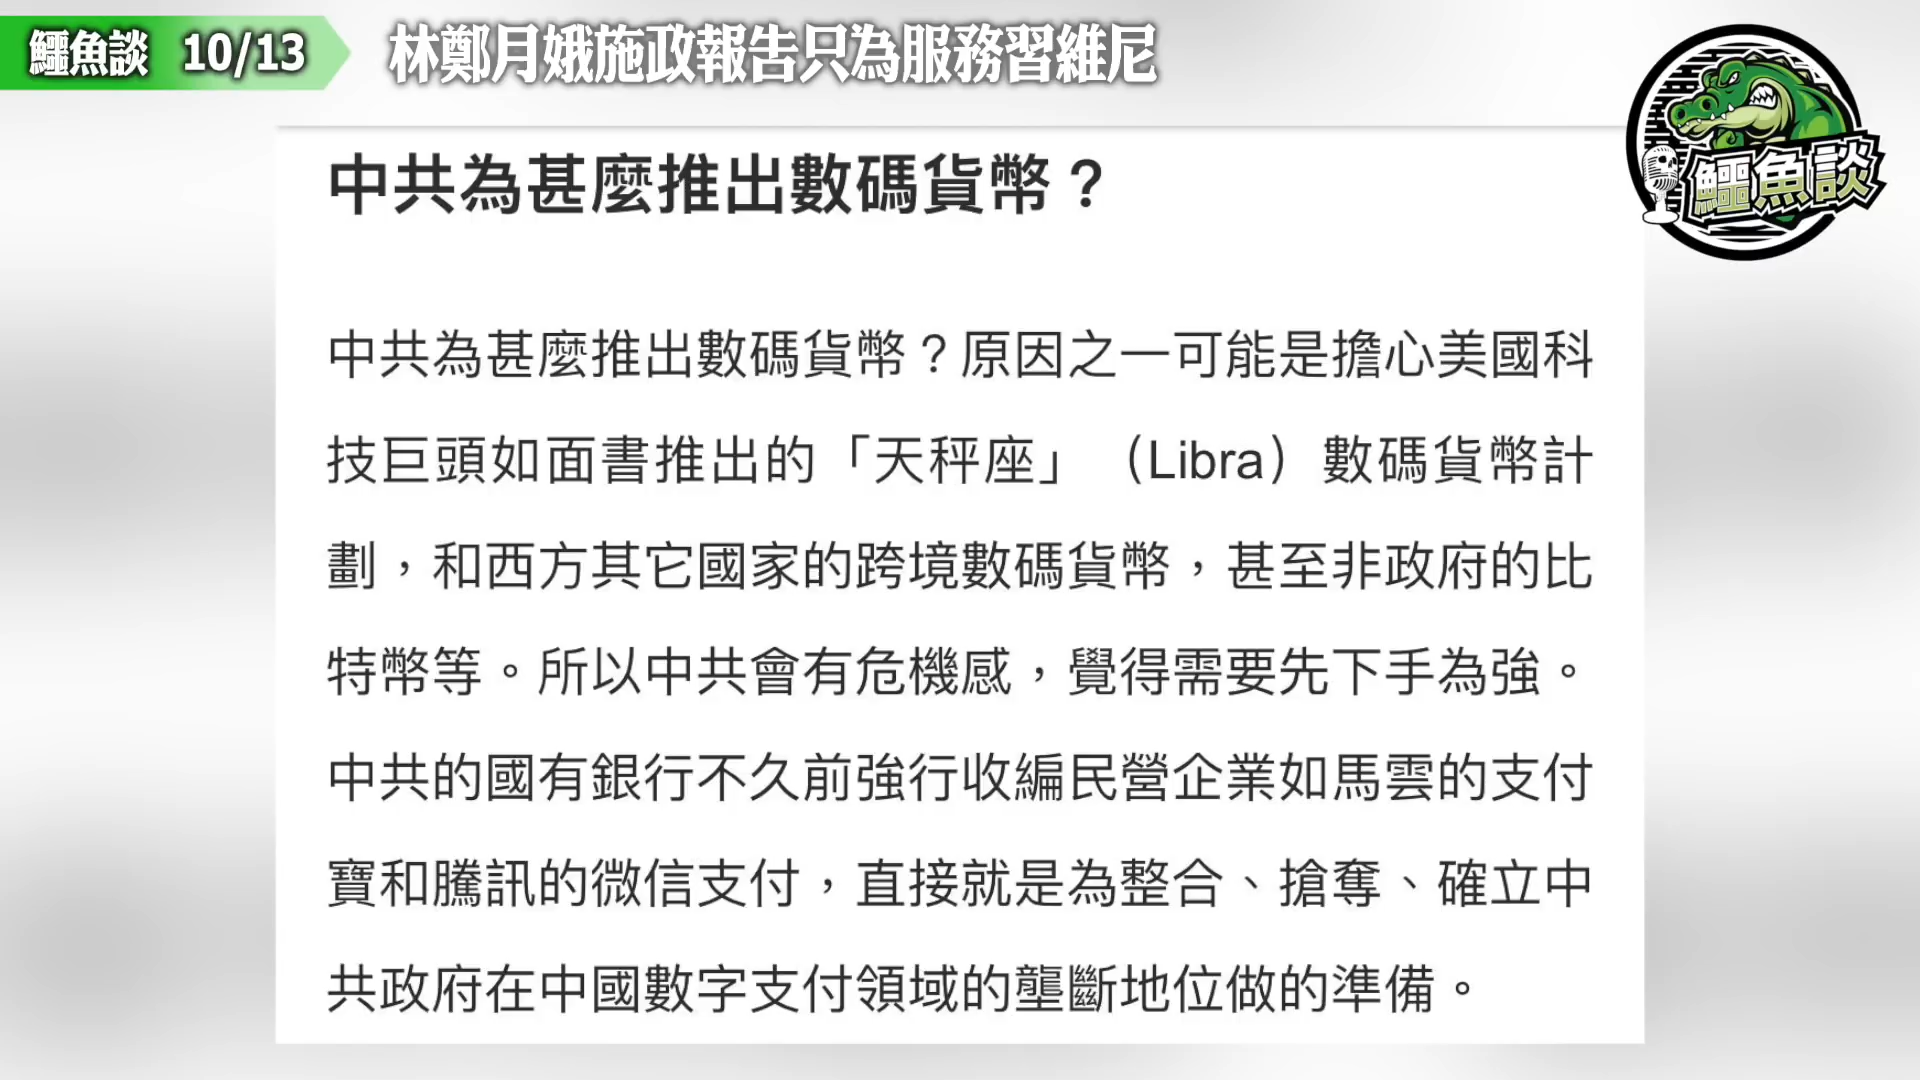 鱷魚談 10/13 林鄭月娥施政報告只為服務習維尼
鱷魚談
中共為甚麼推出數碼貨幣？
中共為甚麼推出數碼貨幣？原因之一可能是擔心美國科
技巨頭如面書推出的「天秤座」（Libra）數碼貨幣計
劃，和西方其它國家的跨境數碼貨幣，甚至非政府的比
特幣等。所以中共會有危機感，覺得需要先下手為強。
中共的國有銀行不久前強行收編民營企業如馬雲的支付
寶和騰訊的微信支付，直接就是為整合、搶奪、確立中
共政府在中國數字支付領域的壟斷地位做的準備。